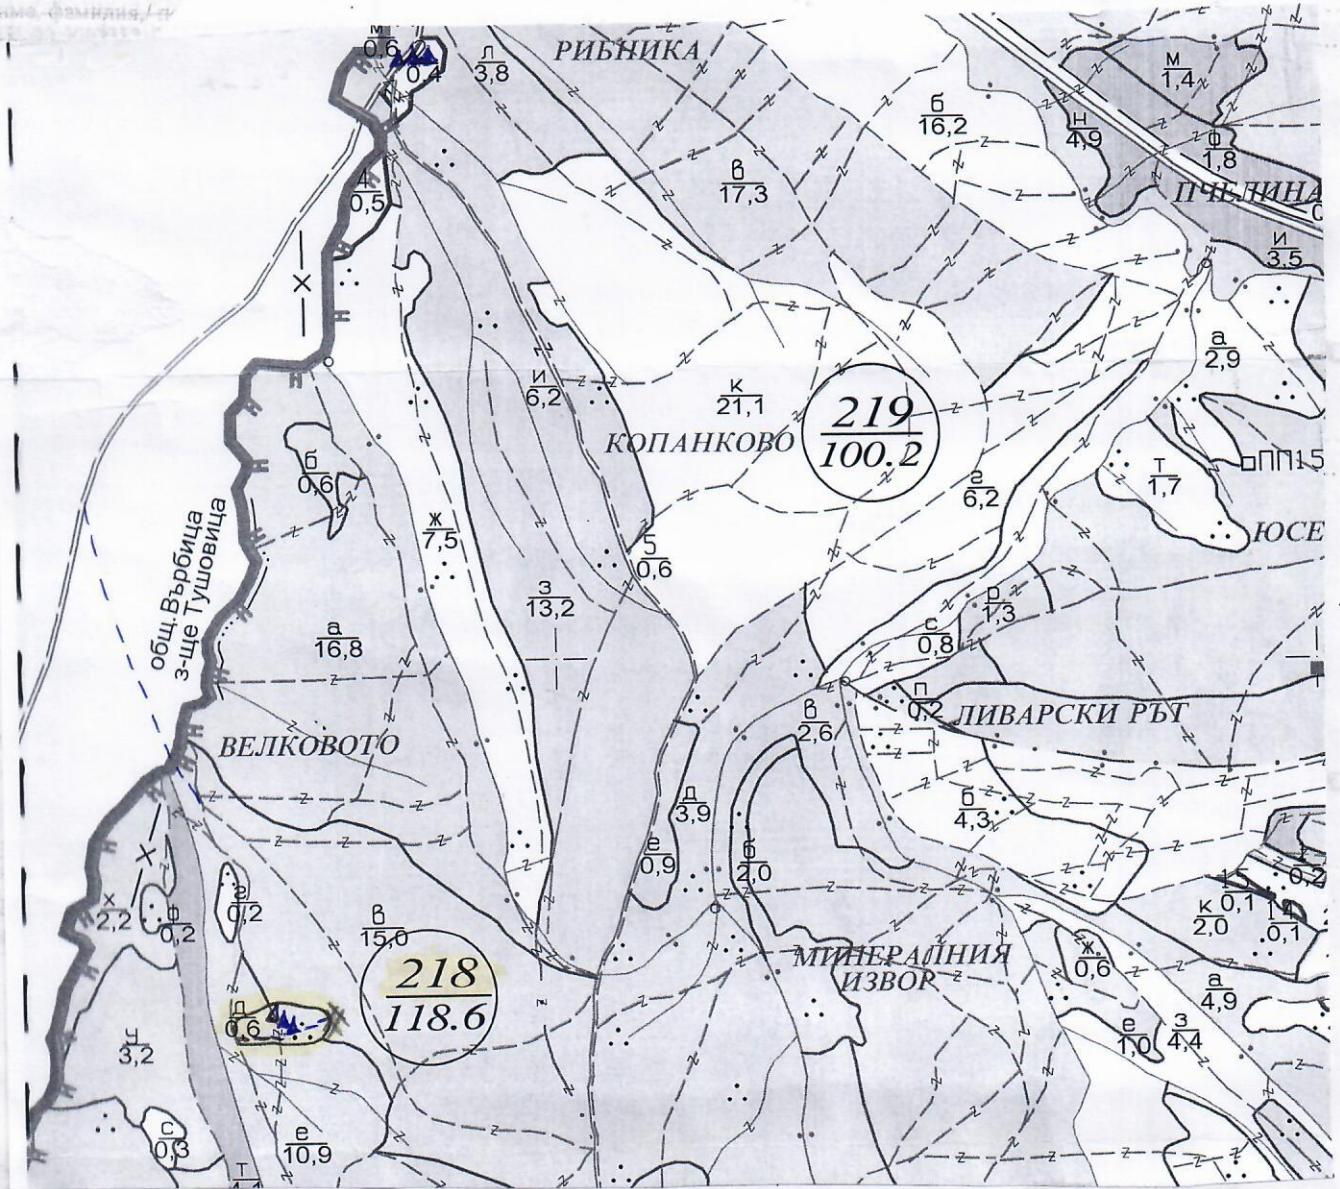 м
0,6
0,4
л
3,8
РИБНИКА
м
1,4
б
16,2
н
4,9
ф
1,8
в
17,3
4
0,5
ПЧЕЛИНА
и
3,5
а
2,9
и
6,2
к
21,1
219
100.2
КОПАНКОВО
г
6,2
т
1,7
ПП15
б
0,6
ж
7,5
5
0,6
ЮСЕ
общ.Върбица
з-ще Тушовица
з
13,2
р
1,3
с
0,8
а
16,8
п
0,2
ЛИВАРСКИ РЪТ
в
2,6
ВЕЛКОВОТО
д
3,9
б
4,3
е
0,9
б
2,0
0,2
15
0,1
14
0,1
к
2,0
х
2,2
ф
0,2
0,2
в
15,0
МИНЕРАЛНИЯ
ИЗВОР
ж
0,6
218
118.6
а
4,9
д
0,6
е
1,0
з
4,4
ч
3,2
с
0,3
е
10,9
т